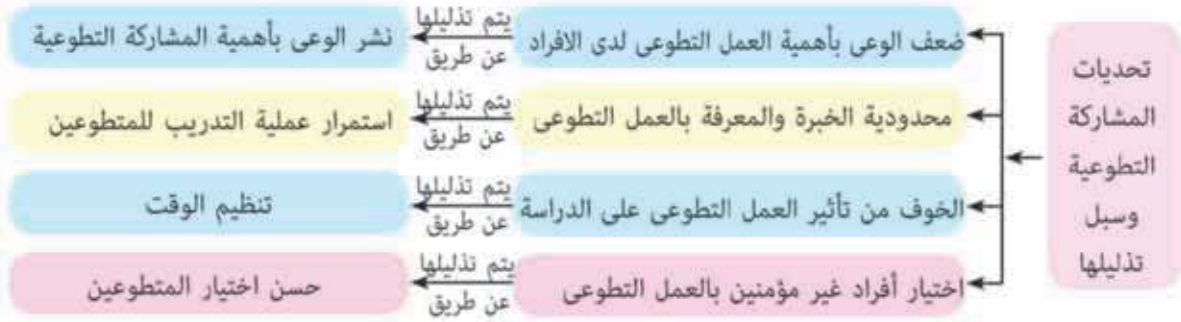 تحديات
المشاركة
التطوعية
وسبل
تذليلها
ضعف الوعى بأهمية العمل التطوعى لدى الافراد
يتم تذليلها
عن طريق
نشر الوعى بأهمية المشاركة التطوعية
محدودية الخبرة والمعرفة بالعمل التطوعى
يتم تذليلها
عن طريق
استمرار عملية التدريب للمتطوعين
الخوف من تأثير العمل التطوعى على الدراسة
يتم تذليلها
عن طريق
تنظيم الوقت
اختيار أفراد غير مؤمنين بالعمل التطوعى
يتم تذليلها
عن طريق
حسن اختيار المتطوعين